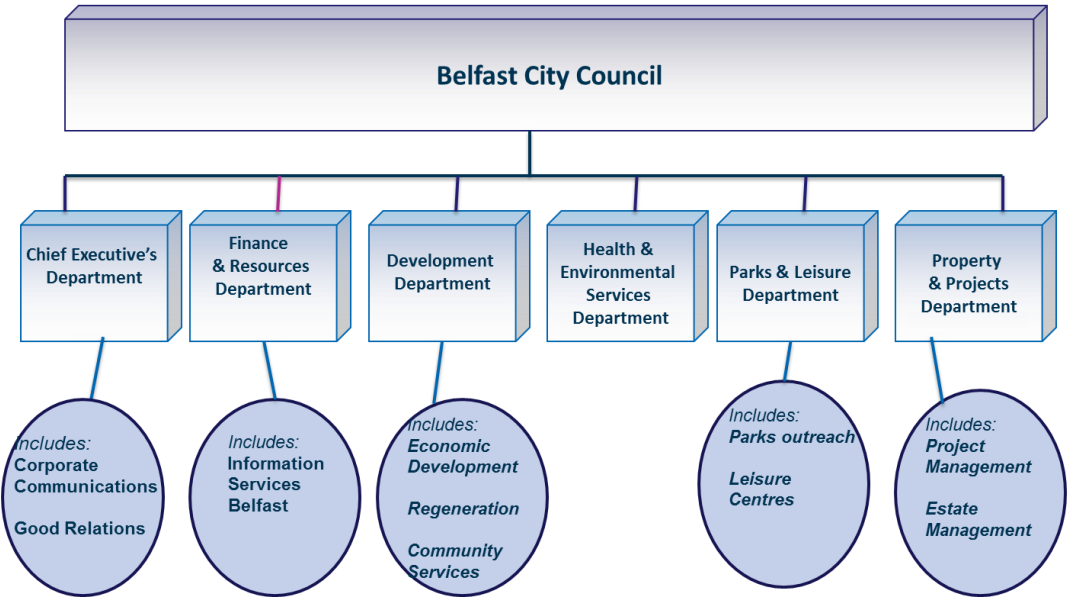 Belfast City Council
Chief Executive's
Department
Finance
& Resources
Department
Development
Department
Health &
Environmental
Services
Department
Parks & Leisure
Department
Property
& Projects
Department
Includes:
Corporate
Communications
Good Relations
Includes:
Information
Services
Belfast
Includes:
Economic
Development
Regeneration
Community
Services
Includes:
Parks outreach
Leisure
Centres
Includes:
Project
Management
Estate
Management